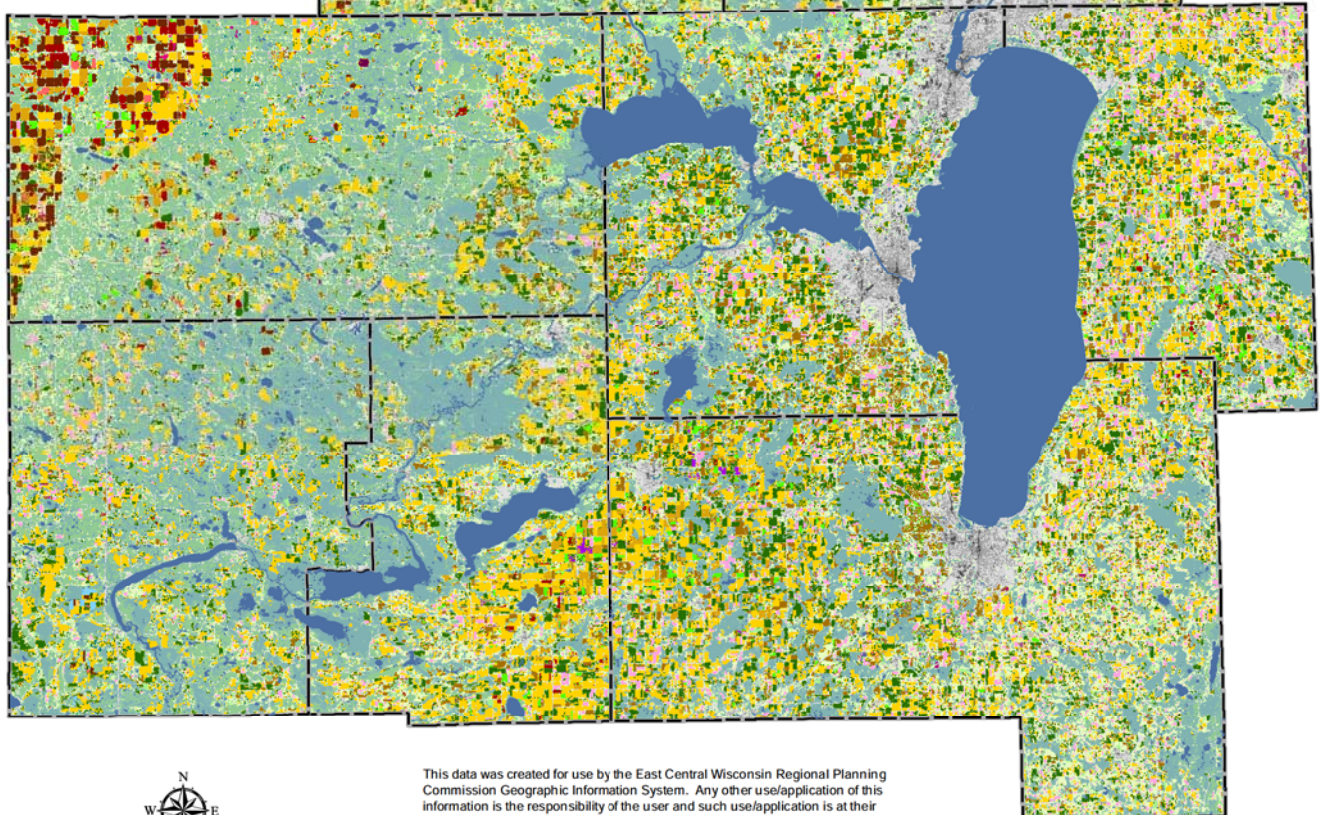 N
W E
This data was created for use by the East Central Wisconsin Regional Planning
Commission Geographic Information System. Any other use/application of this
information is the responsibility of the user and such use/application is at their